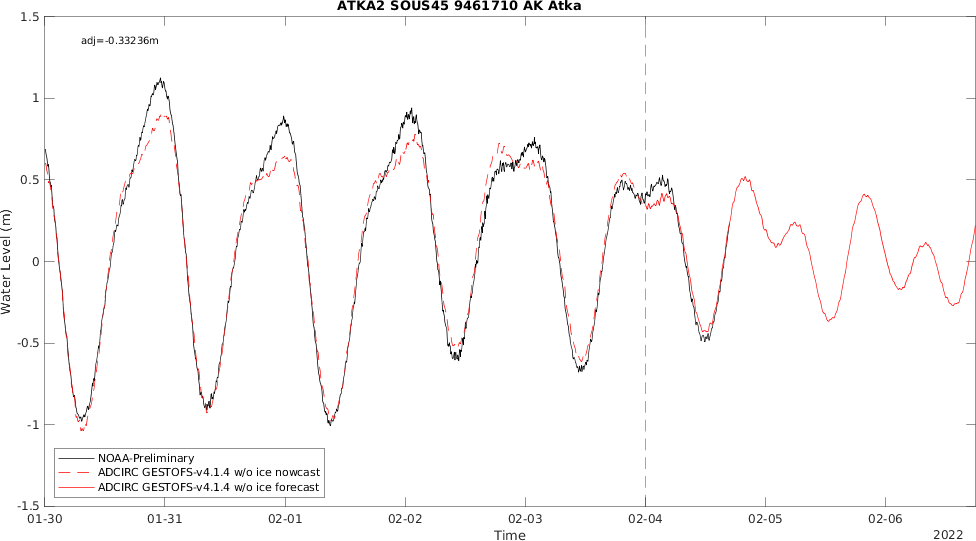 ATKA2 SOUS45 9461710 AK Atka
adj=-0.33236m
1.5
1
0.5
0
-0.5
-1
-1.5
Water Level (m)
NOAA-Preliminary
ADCIRC GESTOFS-v4.1.4 w/o ice nowcast
ADCIRC GESTOFS-v4.1.4 w/o ice forecast
01-30 01-31 02-01 02-02 02-03 02-04 02-05 02-06
Time
2022